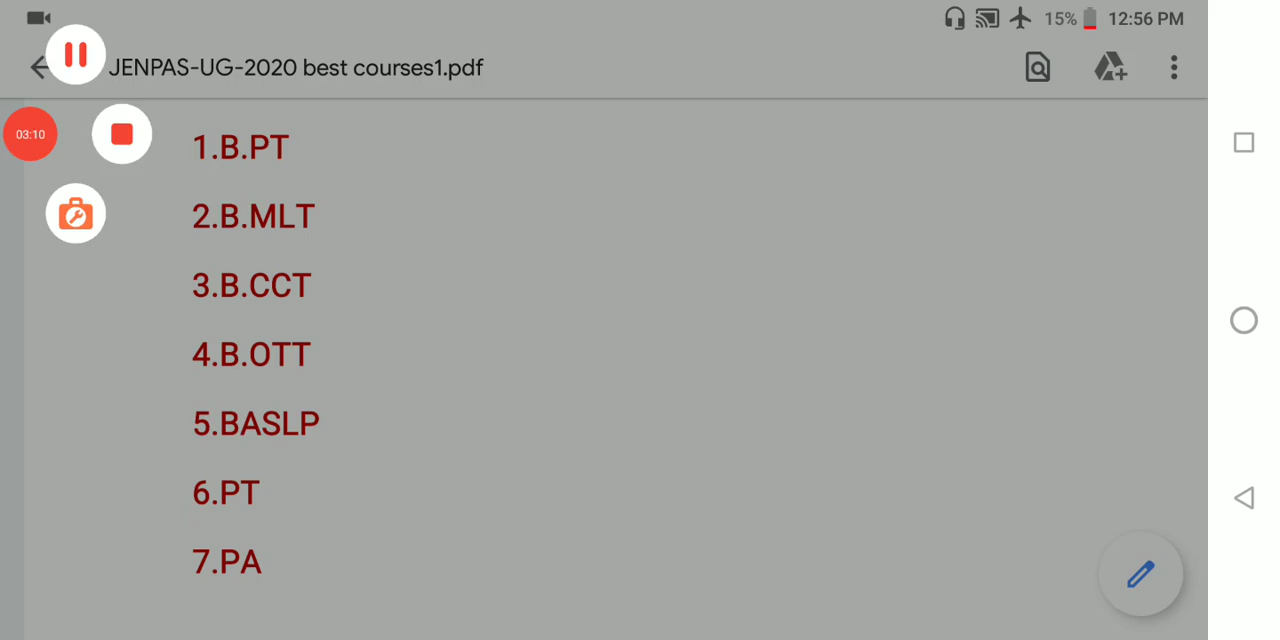 15% 12:56 PM
JENPAS-UG-2020 best courses1.pdf
03:10
1.B.PT
2.B.MLT
3.B.CCT
4.B.OTT
5.BASLP
6.PT
7.PA